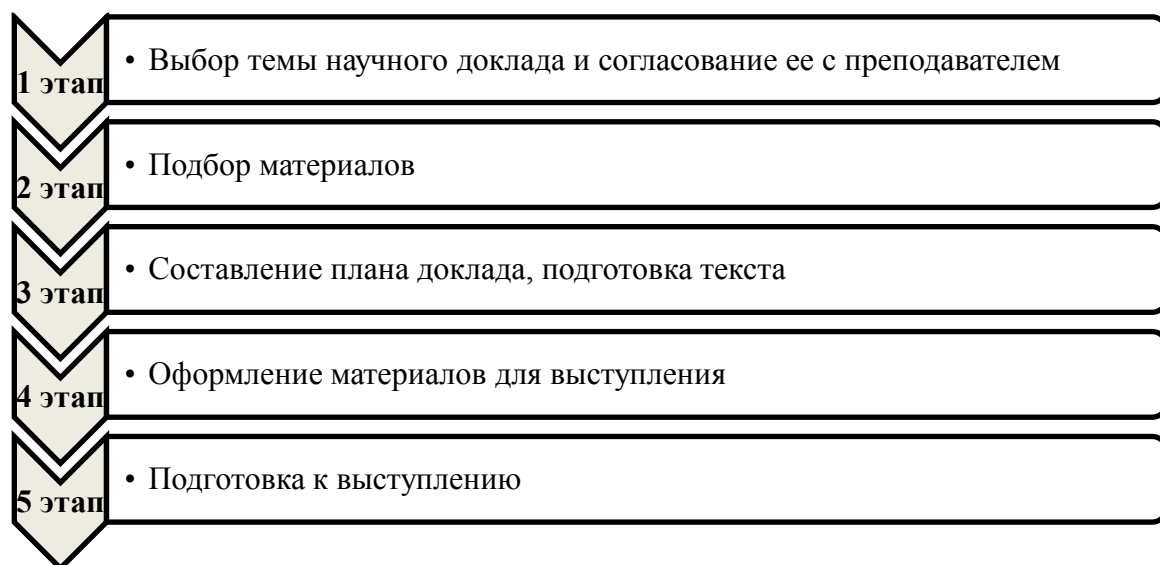 1 этап
• Выбор темы научного доклада и согласование ее с преподавателем
2 этап
• Подбор материалов
3 этап
• Составление плана доклада, подготовка текста
4 этап
• Оформление материалов для выступления
5 этап
• Подготовка к выступлению